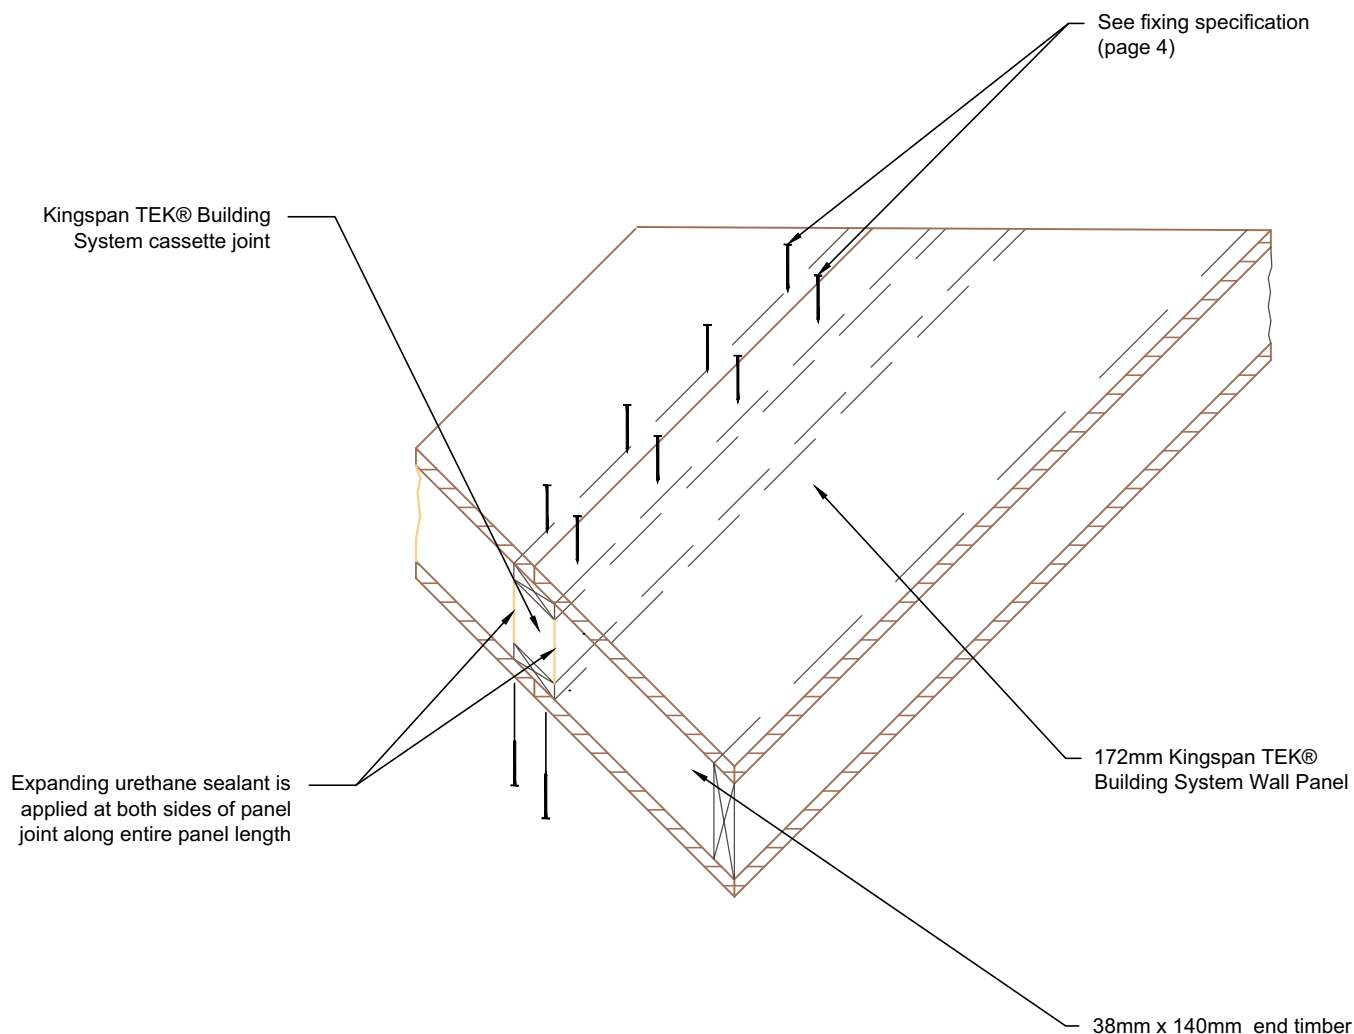 See fixing specification
(page 4)
Kingspan TEK® Building
System cassette joint
Expanding urethane sealant is
applied at both sides of panel
joint along entire panel length
172mm Kingspan TEK®
Building System Wall Panel
38mm x 140mm end timber